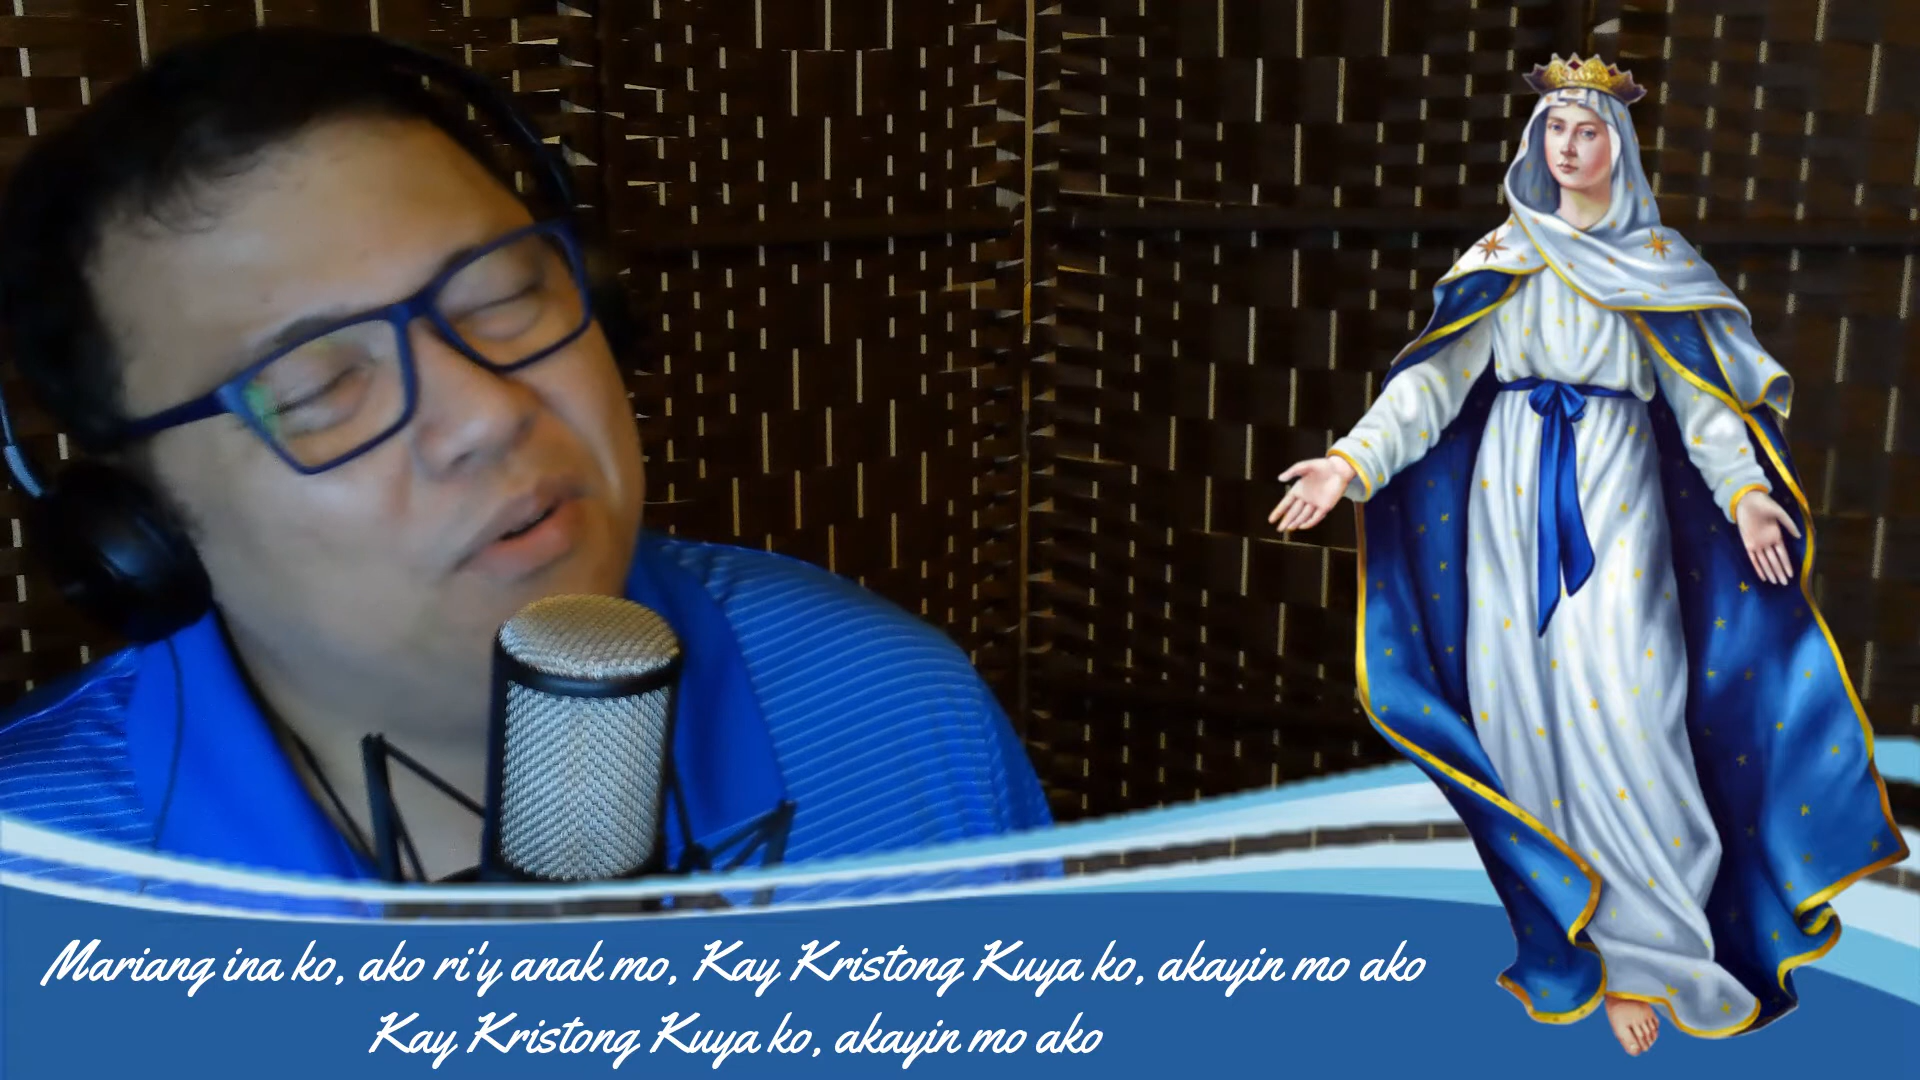 Mariang ina ko, ako ri'y anak mo, Kay Kristong Kuya ko, akayin mo ako
Kay Kristong Kuya ko, akayin mo ako